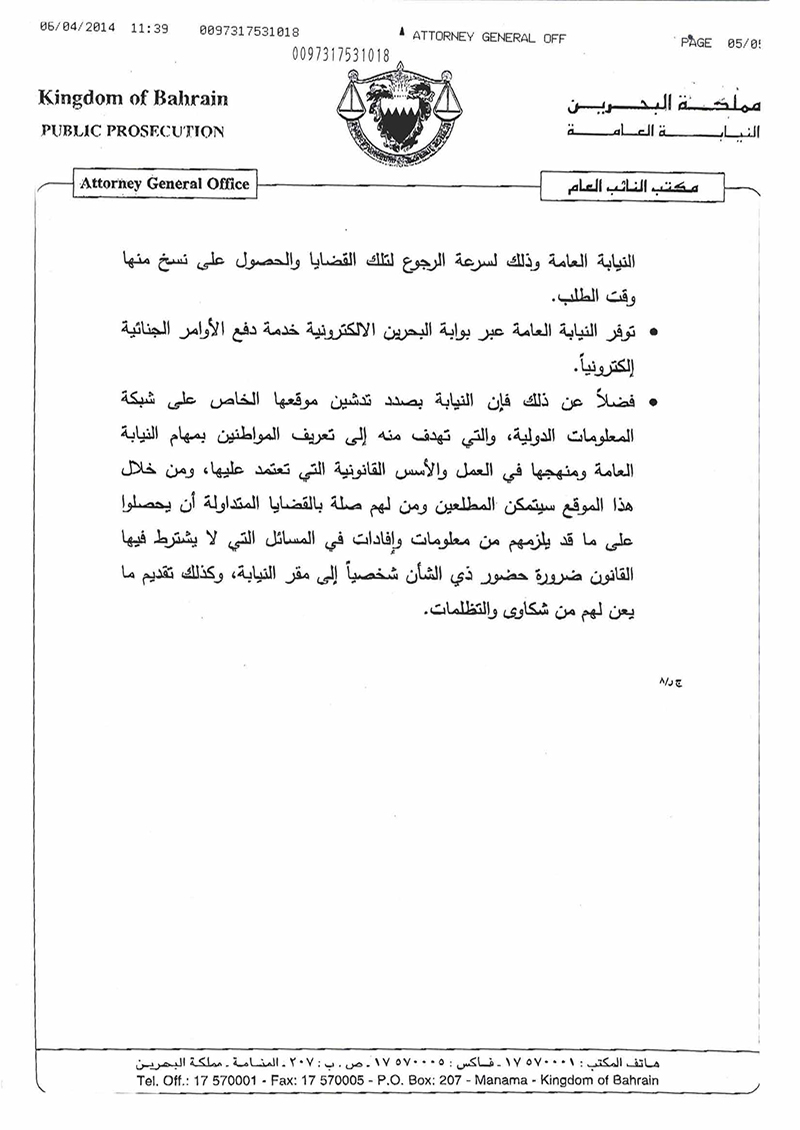 06/04/2014 11:39 0097317531018 ATTORNEY GENERAL OFF PAGE 05/05
0097317531018
Kingdom of Bahrain
PUBLIC PROSECUTION
مملكة البحرين
النيابة العامة
Attorney General Office
مكتب النائب العام
النيابة العامة وذلك لسرعة الرجوع لتلك القضايا والحصول على نسخ منها
وقت الطلب.
• توفر النيابة العامة عبر بوابة البحرين الالكترونية خدمة دفع الأوامر الجنائية
إلكترونياً.
• فضلاً عن ذلك فإن النيابة بصدد تدشين موقعها الخاص على شبكة
المعلومات الدولية، والتي تهدف منه إلى تعريف المواطنين بمهام النيابة
العامة ومنهجها في العمل والأسس القانونية التي تعتمد عليها، ومن خلال
هذا الموقع سيتمكن المطلعين ومن لهم صلة بالقضايا المتداولة أن يحصلوا
على ما قد يلزمهم من معلومات وإفادات في المسائل التي لا يشترط فيها
القانون ضرورة حضور ذي الشأن شخصياً إلى مقر النيابة، وكذلك تقديم ما
يعن لهم من شكاوى والتظلمات.
ج ر/٨
هاتف المكتب : ٥٧٠٠٠١ ١٧ - فاكس : ٥٧٠٠٠٥ ١٧ - ص . ب : ٢٠٧ - المنامة - مملكة البحرين
Tel. Off.: 17 570001 - Fax: 17 570005 - P.O. Box: 207 - Manama - Kingdom of Bahrain